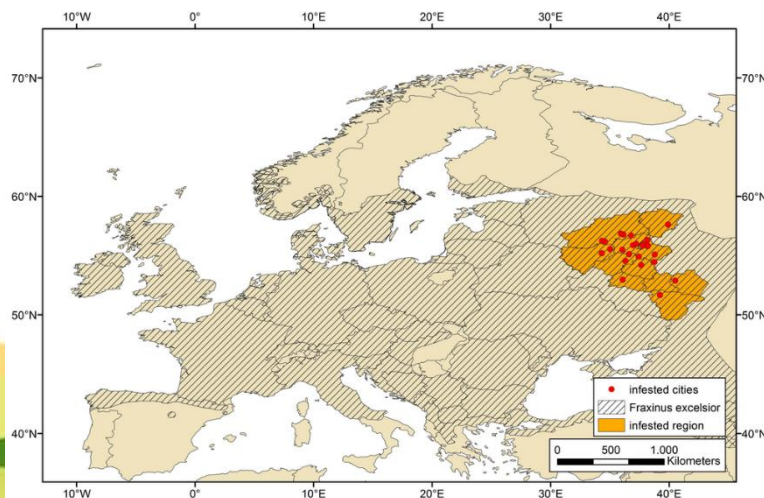 10°W 0° 10°E 20°E 30°E 40°E
70°N 70°N
60°N 60°N
50°N 50°N
infested cities
Fraxinus excelsior
infested region
40°N 40°N
0 500 1.000
Kilometers
10°W 0° 10°E 20°E 30°E 40°E